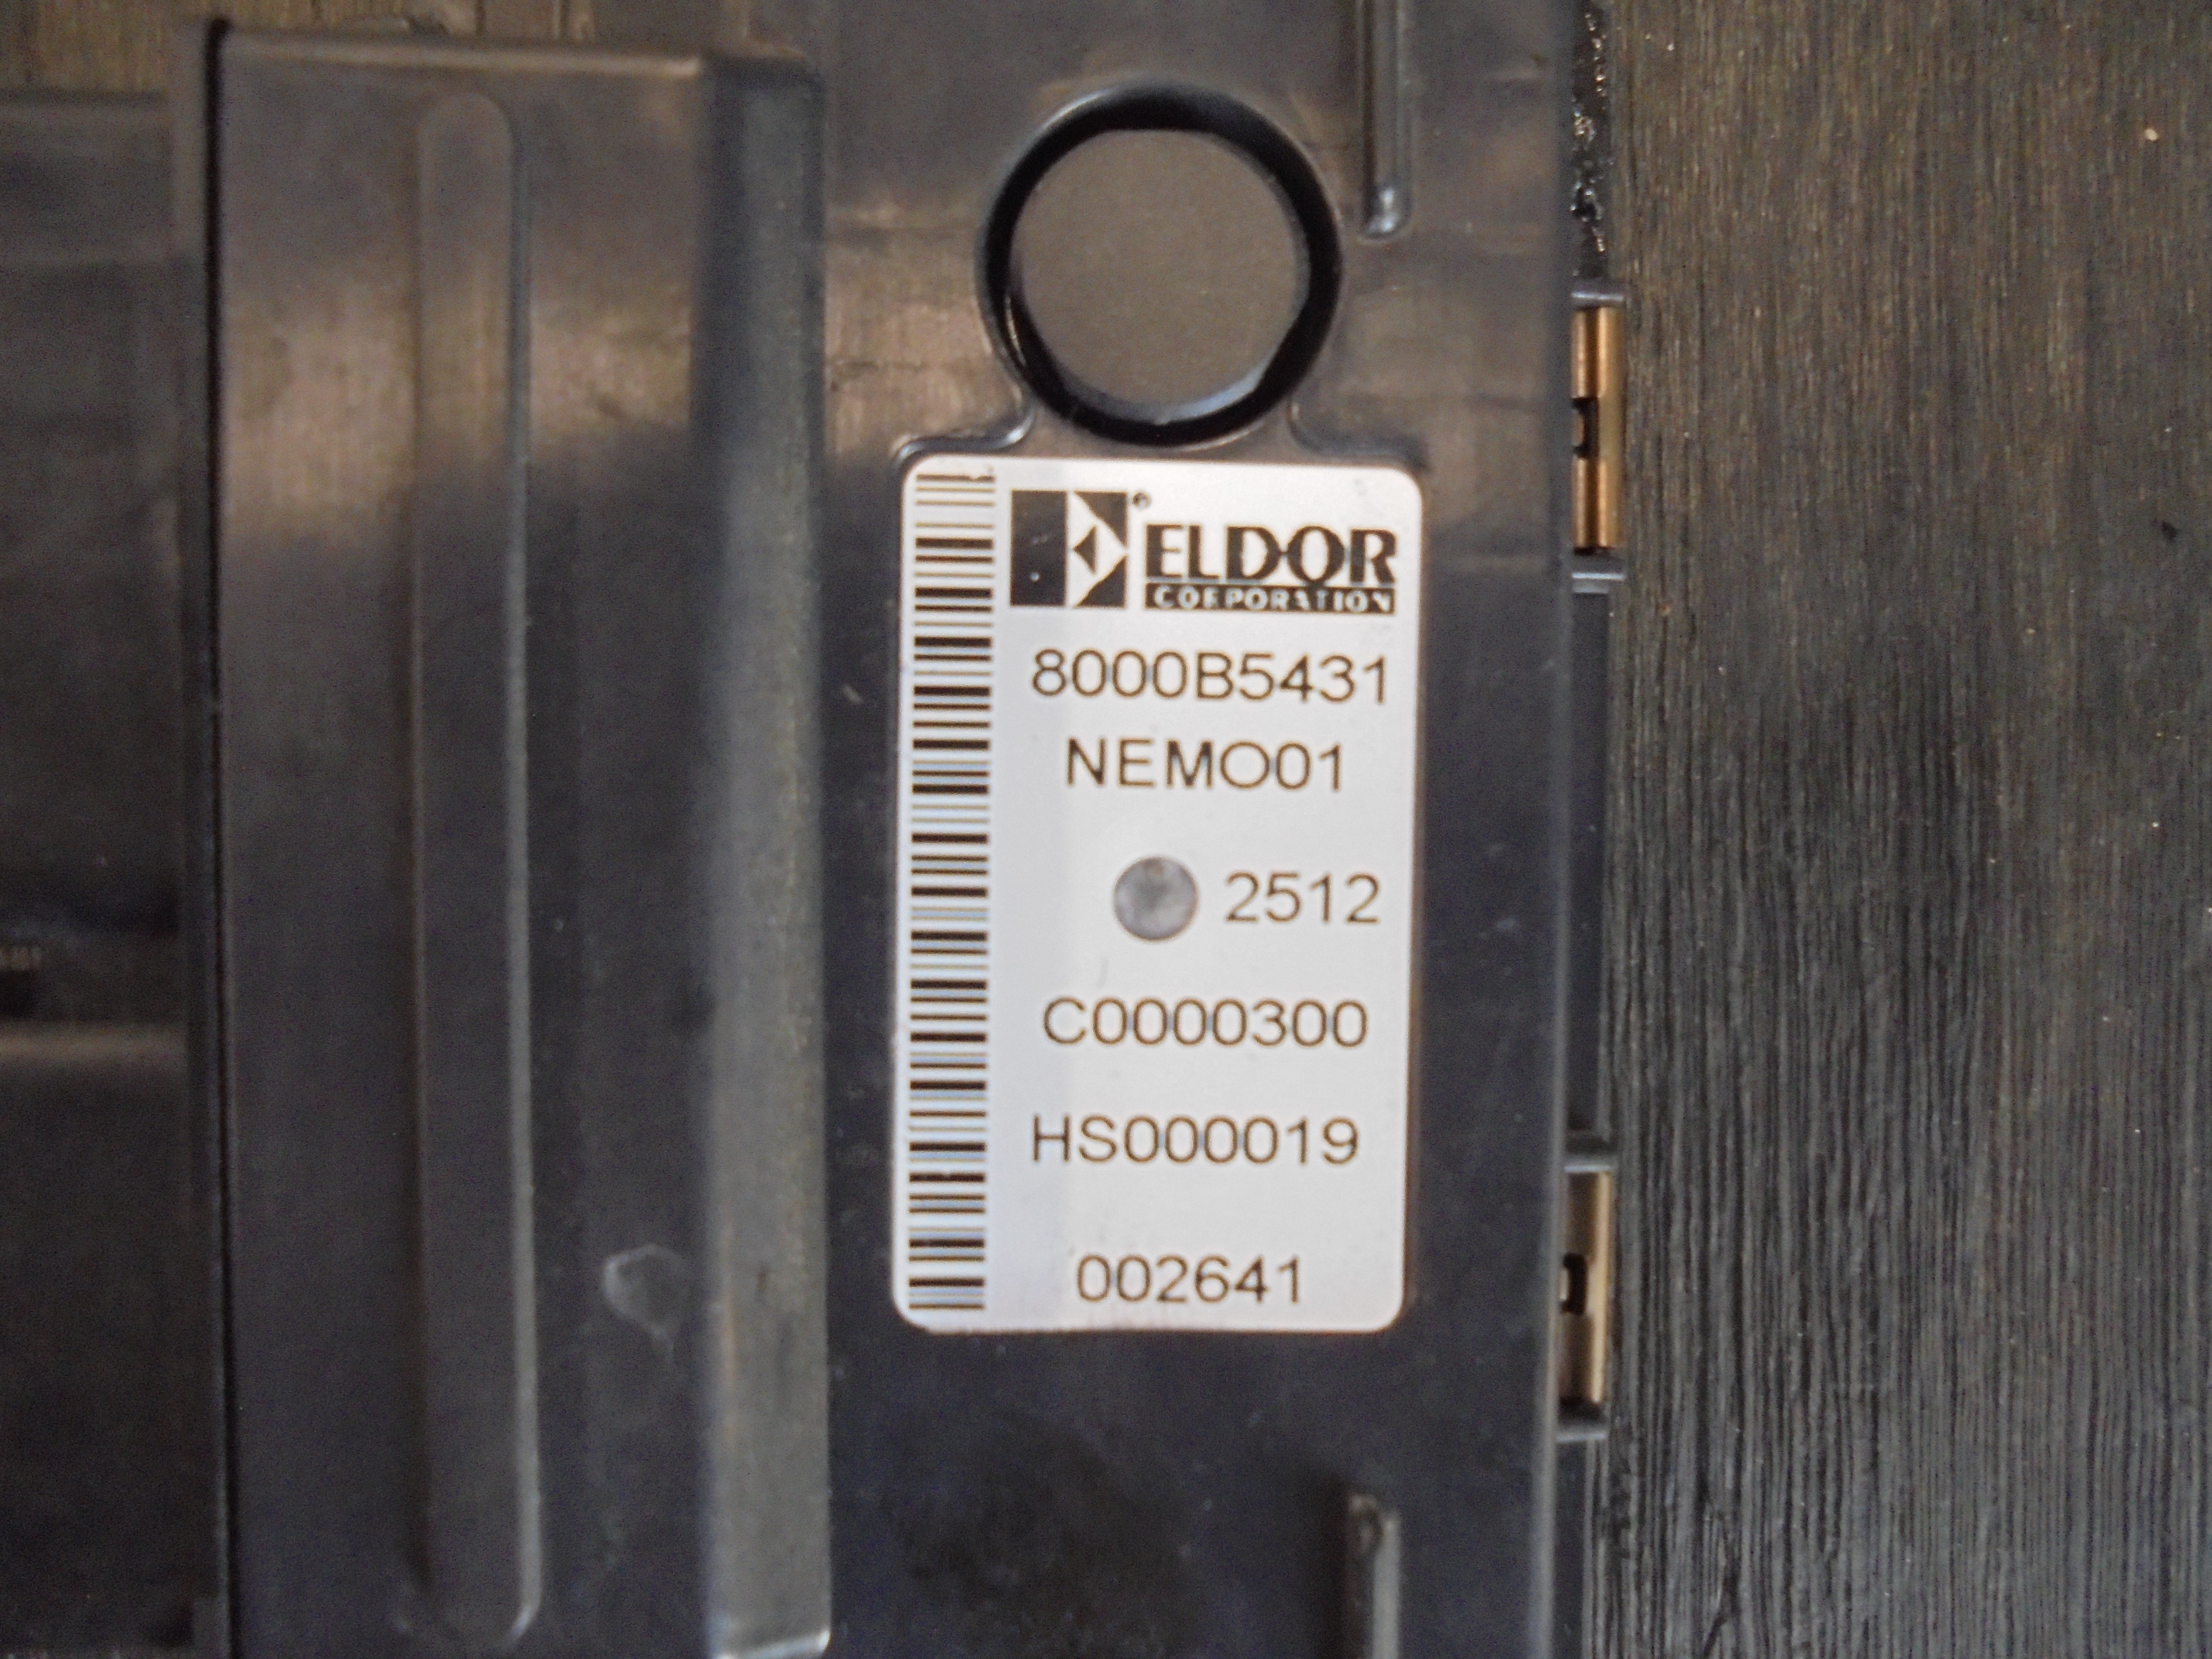 ELDOR
CORPORATION
8000B5431
NEMO01
2512
C0000300
HS000019
002641